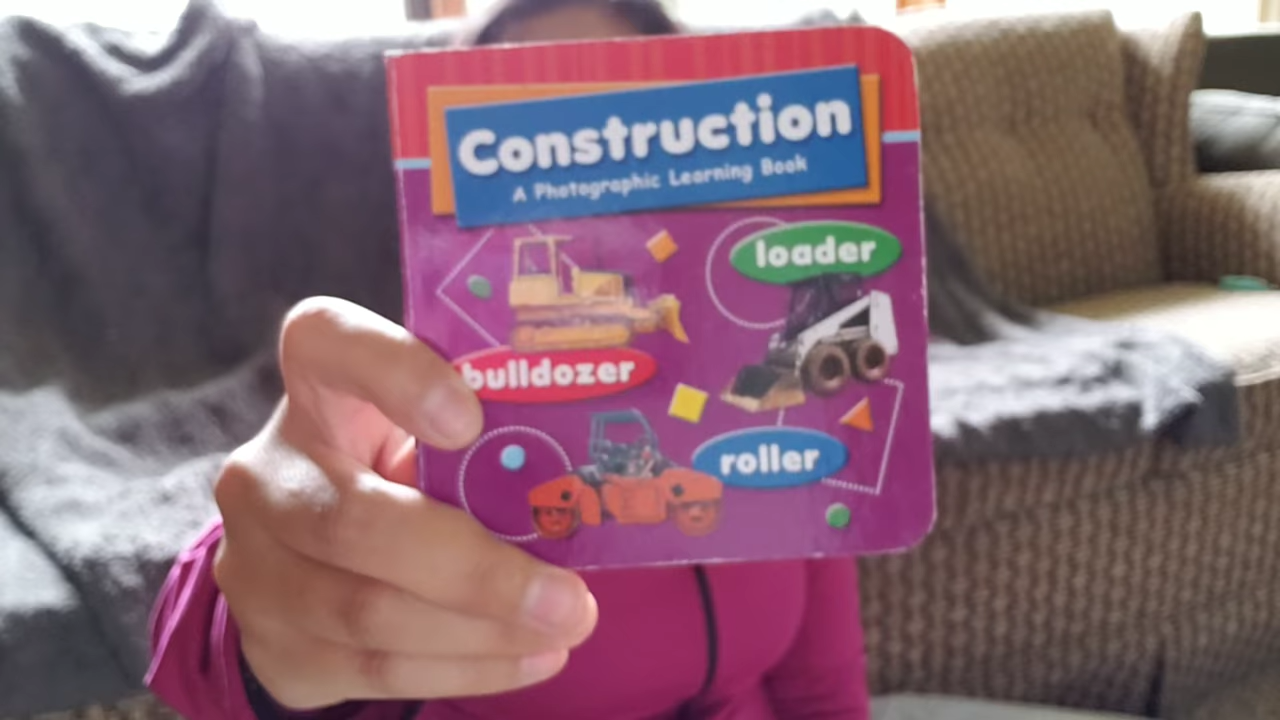 Construction
A Photographic Learning Book
loader
bulldozer
roller